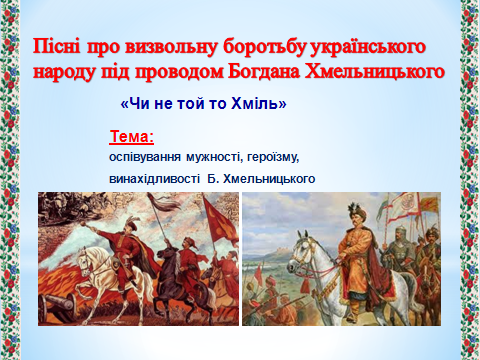 Пісні про визвольну боротьбу українського
народу під проводом Богдана Хмельницького
«Чи не той то Хміль»
Тема:
оспівування мужності, героїзму,
винахідливості Б. Хмельницького